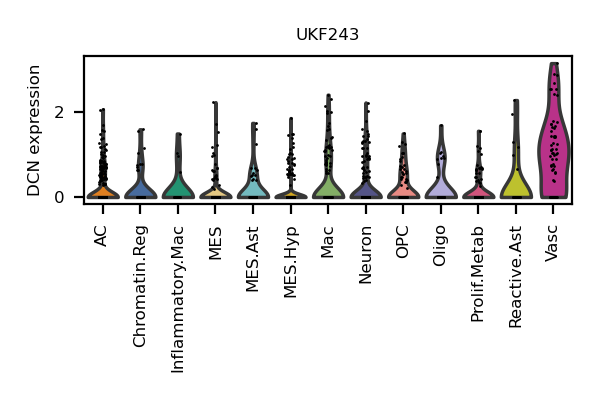 UKF243
DCN expression
2
0
AC
Chromatin.Reg
Inflammatory.Mac
MES
MES.Ast
MES.Hyp
Mac
Neuron
OPC
Oligo
Prolif.Metab
Reactive.Ast
Vasc